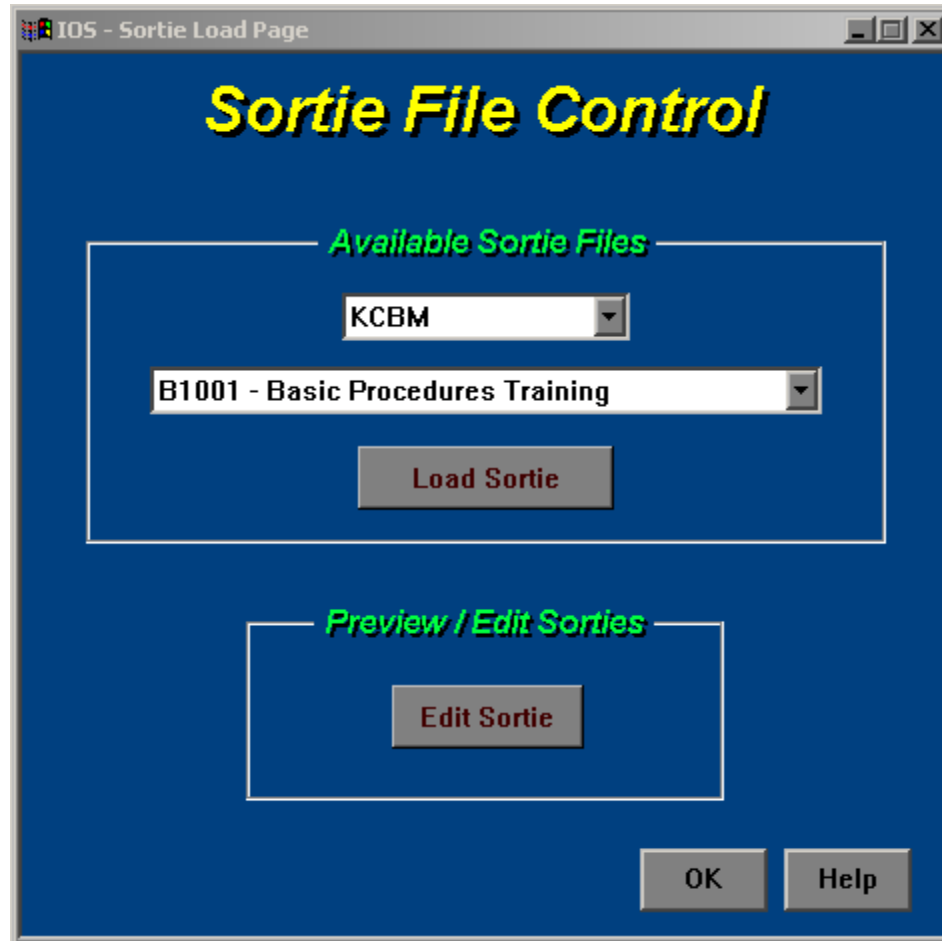 IOS - Sortie Load Page
Sortie File Control
Available Sortie Files
KCBM
B1001 - Basic Procedures Training
Load Sortie
Preview / Edit Sorties
Edit Sortie
OK Help